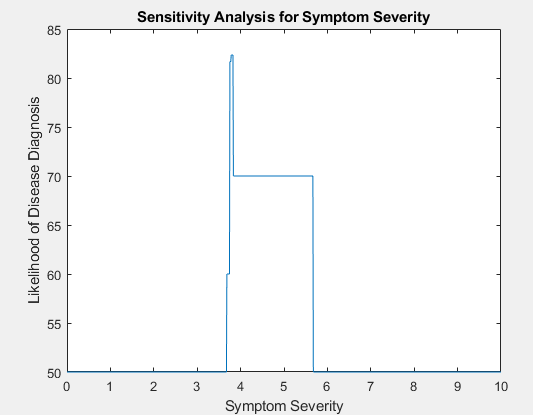 Sensitivity Analysis for Symptom Severity
Likelihood of Disease Diagnosis
85
80
75
70
65
60
55
50
0 1 2 3 4 5 6 7 8 9 10
Symptom Severity